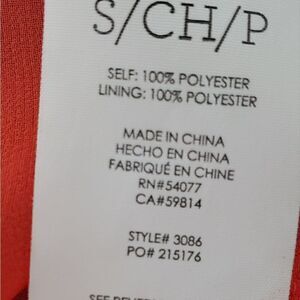 S/CH/P
SELF: 100% POLYESTER
LINING: 100% POLYESTER
MADE IN CHINA
HECHO EN CHINA
FABRIQUÉ EN CHINE
RN#54077
CA#59814
STYLE# 3086
PO# 215176
SEE